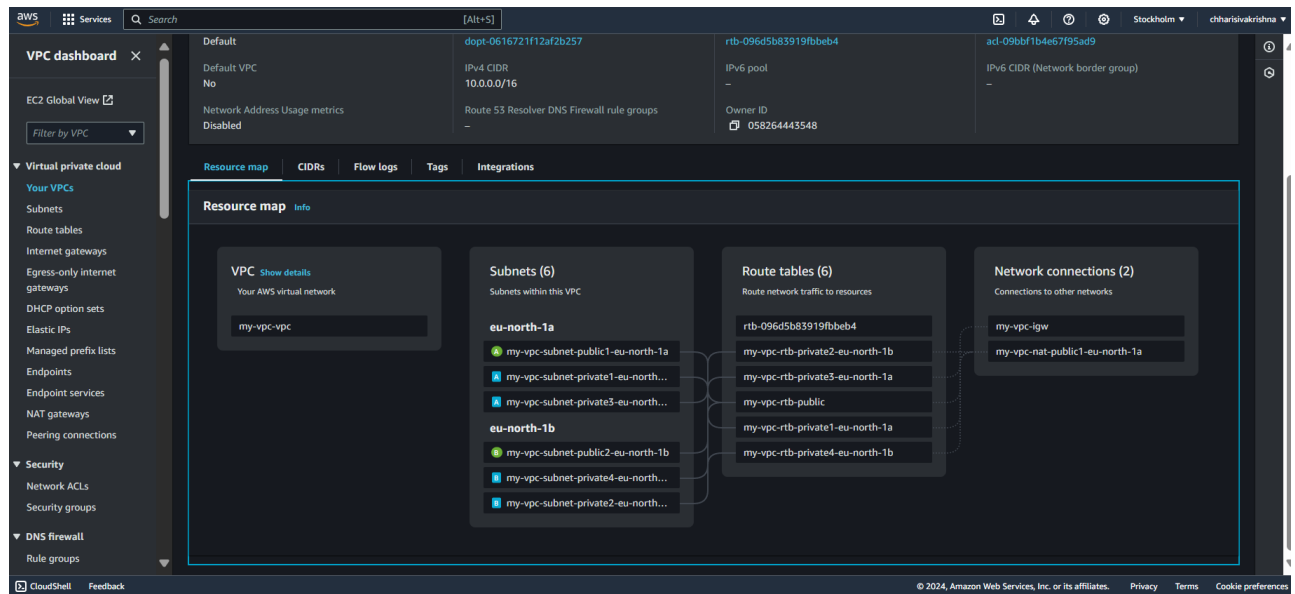 aws
Services
Search
[Alt+S]
Stockholm
chharisivakrishna
VPC dashboard
EC2 Global View
Filter by VPC
Virtual private cloud
Your VPCs
Subnets
Route tables
Internet gateways
Egress-only internet
gateways
DHCP option sets
Elastic IPs
Managed prefix lists
Endpoints
Endpoint services
NAT gateways
Peering connections
Security
Network ACLs
Security groups
DNS firewall
Rule groups
Default
dopt-0616721f12af2b257
rtb-096d5b83919fbbeb4
acl-09bbf1b4e67f95ad9
Default VPC
No
IPv4 CIDR
10.0.0.0/16
IPv6 pool
–
IPv6 CIDR (Network border group)
–
Network Address Usage metrics
Disabled
Route 53 Resolver DNS Firewall rule groups
–
Owner ID
058264443548
Resource map
CIDRs
Flow logs
Tags
Integrations
Resource map Info
VPC Show details
Your AWS virtual network
my-vpc-vpc
Subnets (6)
Subnets within this VPC
eu-north-1a
A my-vpc-subnet-public1-eu-north-1a
A my-vpc-subnet-private1-eu-north...
A my-vpc-subnet-private3-eu-north...
eu-north-1b
B my-vpc-subnet-public2-eu-north-1b
B my-vpc-subnet-private4-eu-north...
B my-vpc-subnet-private2-eu-north...
Route tables (6)
Route network traffic to resources
rtb-096d5b83919fbbeb4
my-vpc-rtb-private2-eu-north-1b
my-vpc-rtb-private3-eu-north-1a
my-vpc-rtb-public
my-vpc-rtb-private1-eu-north-1a
my-vpc-rtb-private4-eu-north-1b
Network connections (2)
Connections to other networks
my-vpc-igw
my-vpc-nat-public1-eu-north-1a
CloudShell
Feedback
© 2024, Amazon Web Services, Inc. or its affiliates.
Privacy
Terms
Cookie preferences